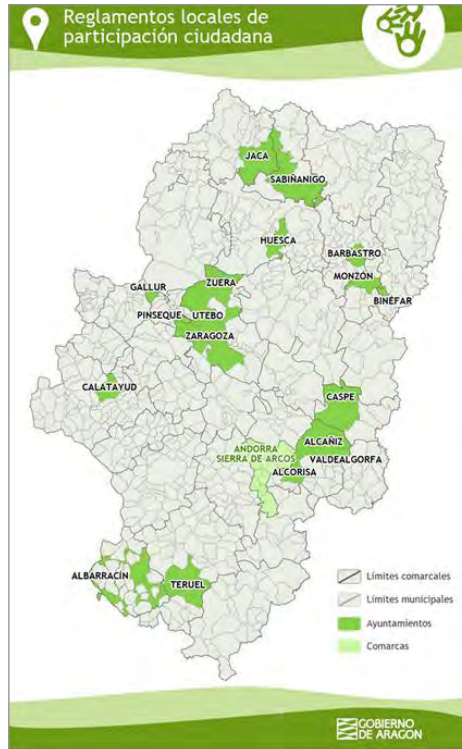 Reglamentos locales de
participación ciudadana
JACA
SABIÑANIGO
HUESCA
BARBASTRO
MONZÓN
BINÉFAR
ZUERA
GALLUR
PINSEQUE
UTEBO
ZARAGOZA
CALATAYUD
CASPE
ALCAÑIZ
VALDEALGORFA
ANDORRA
SIERRA DE ARCOS
ALCORISA
ALBARRACÍN
TERUEL
Límites comarcales
Límites municipales
Ayuntamientos
Comarcas
GOBIERNO
DE ARAGON